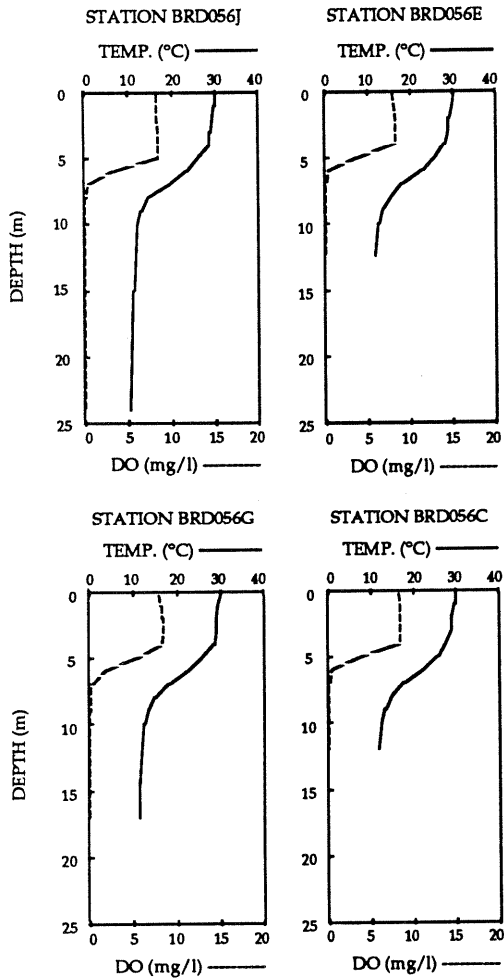 STATION BRD056J
TEMP. (°C)
0 10 20 30 40
0
5
10
15
20
25
DEPTH (m)
0 5 10 15 20
DO (mg/l)
STATION BRD056E
TEMP. (°C)
0 10 20 30 40
0
5
10
15
20
25
0 5 10 15 20
DO (mg/l)
STATION BRD056G
TEMP. (°C)
0 10 20 30 40
0
5
10
15
20
25
DEPTH (m)
0 5 10 15 20
DO (mg/l)
STATION BRD056C
TEMP. (°C)
0 10 20 30 40
0
5
10
15
20
25
0 5 10 15 20
DO (mg/l)